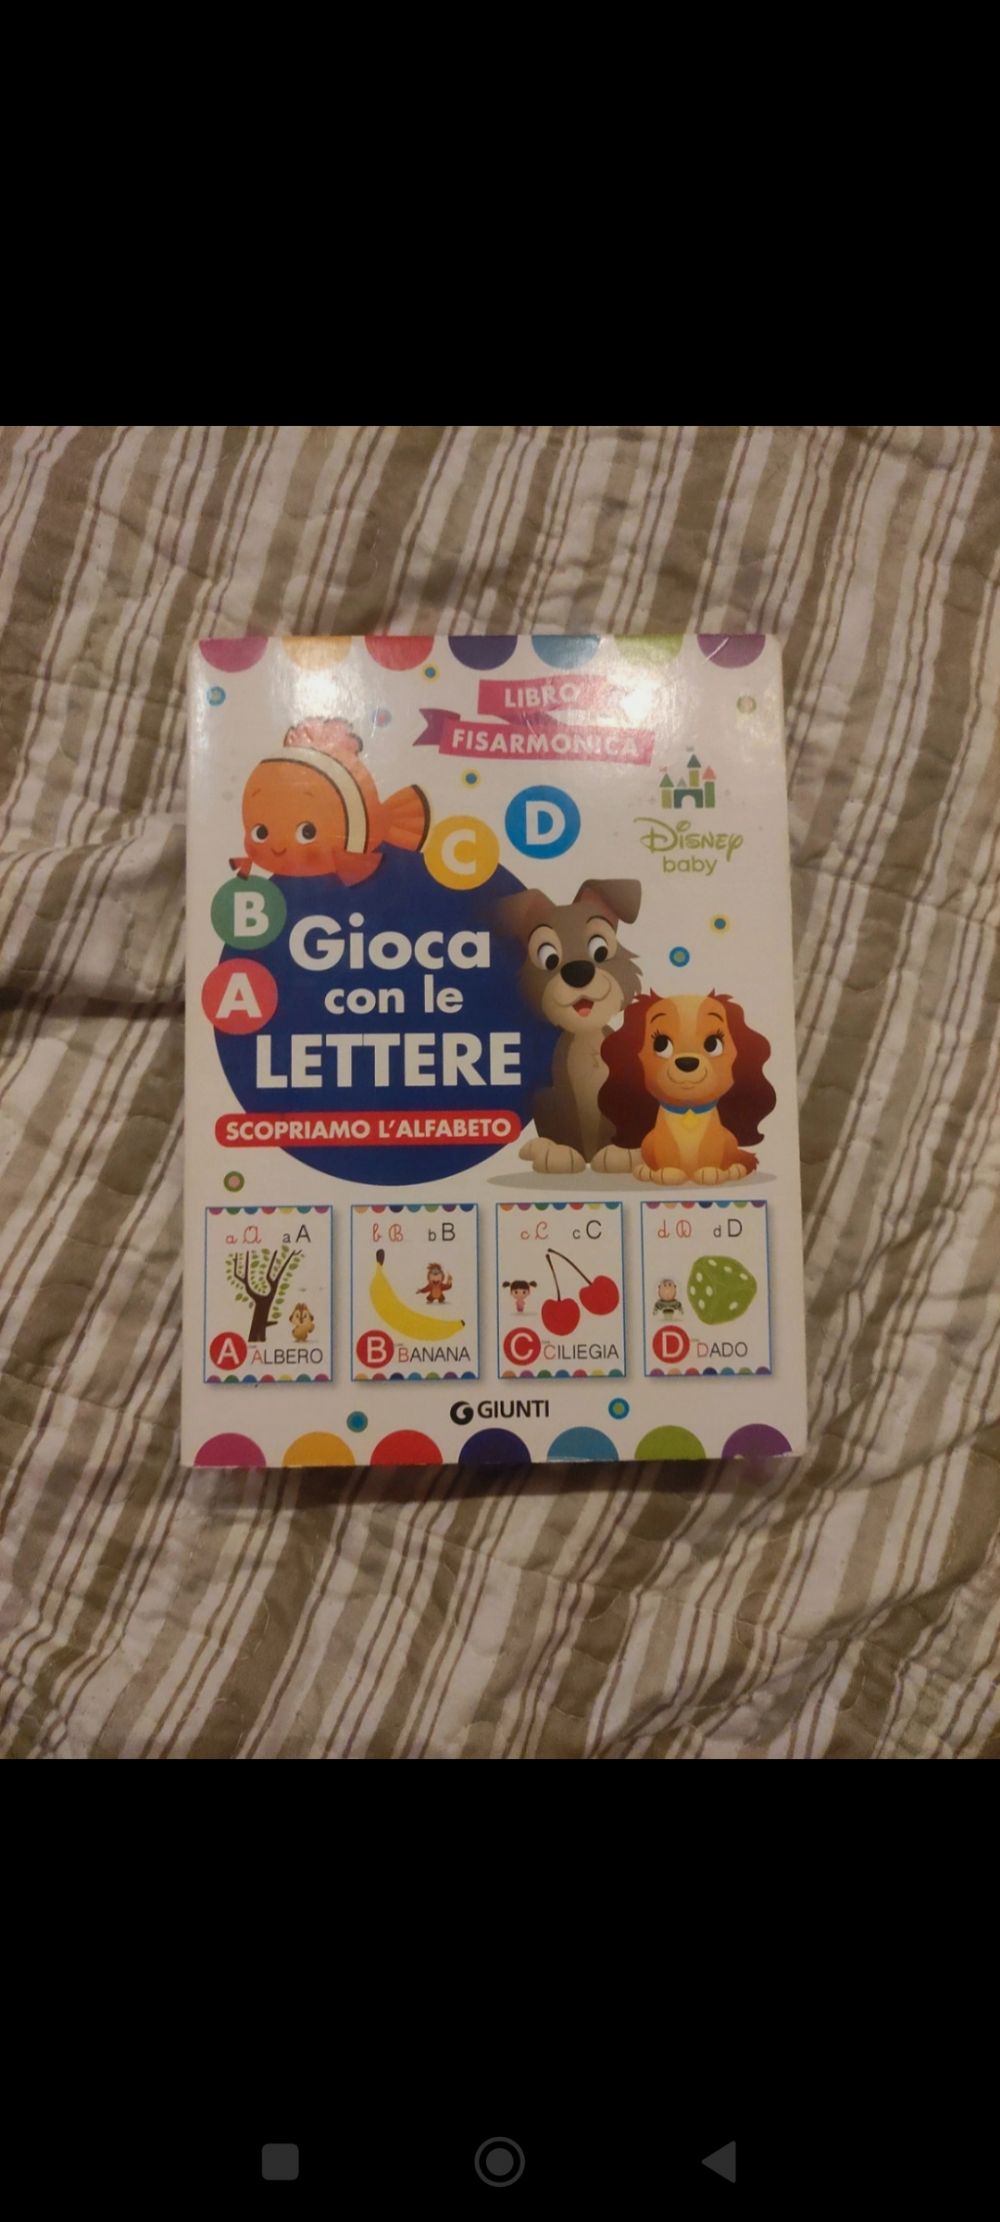 LIBRO
FISARMONICA
A
B
C
D
Disney
baby
Gioca
con le
LETTERE
SCOPRIAMO L'ALFABETO
a A a A
A ALBERO
b B b B
B BANANA
c C c C
C CILIEGIA
d D d D
D DADO
GIUNTI